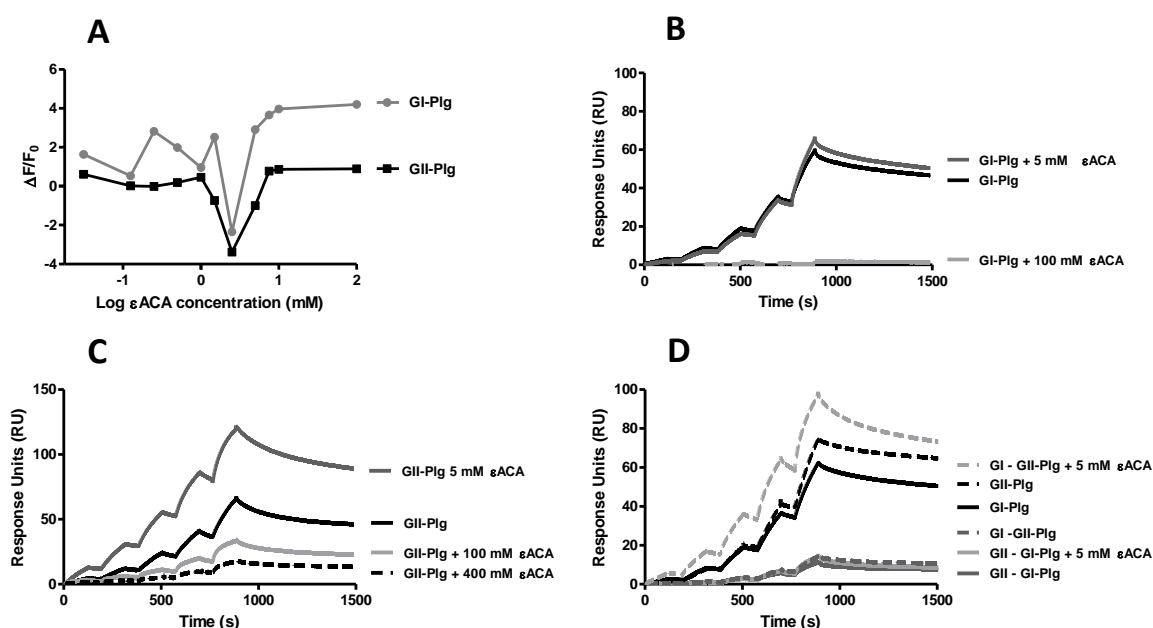 A
ΔF/F0
6
4
2
0
-2
-4
-1
0
1
2
Log εACA concentration (mM)
GI-Plg
GII-Plg
B
Response Units (RU)
100
80
60
40
20
0
0
500
1000
1500
Time (s)
GI-Plg + 5 mM εACA
GI-Plg
GI-Plg + 100 mM εACA
C
Response Units (RU)
150
100
50
0
0
500
1000
1500
Time (s)
GII-Plg 5 mM εACA
GII-Plg
GII-Plg + 100 mM εACA
GII-Plg + 400 mM εACA
D
Response Units (RU)
100
80
60
40
20
0
0
500
1000
1500
Time (s)
GI - GII-Plg + 5 mM εACA
GII-Plg
GI-Plg
GI -GII-Plg
GII - GI-Plg + 5 mM εACA
GII - GI-Plg